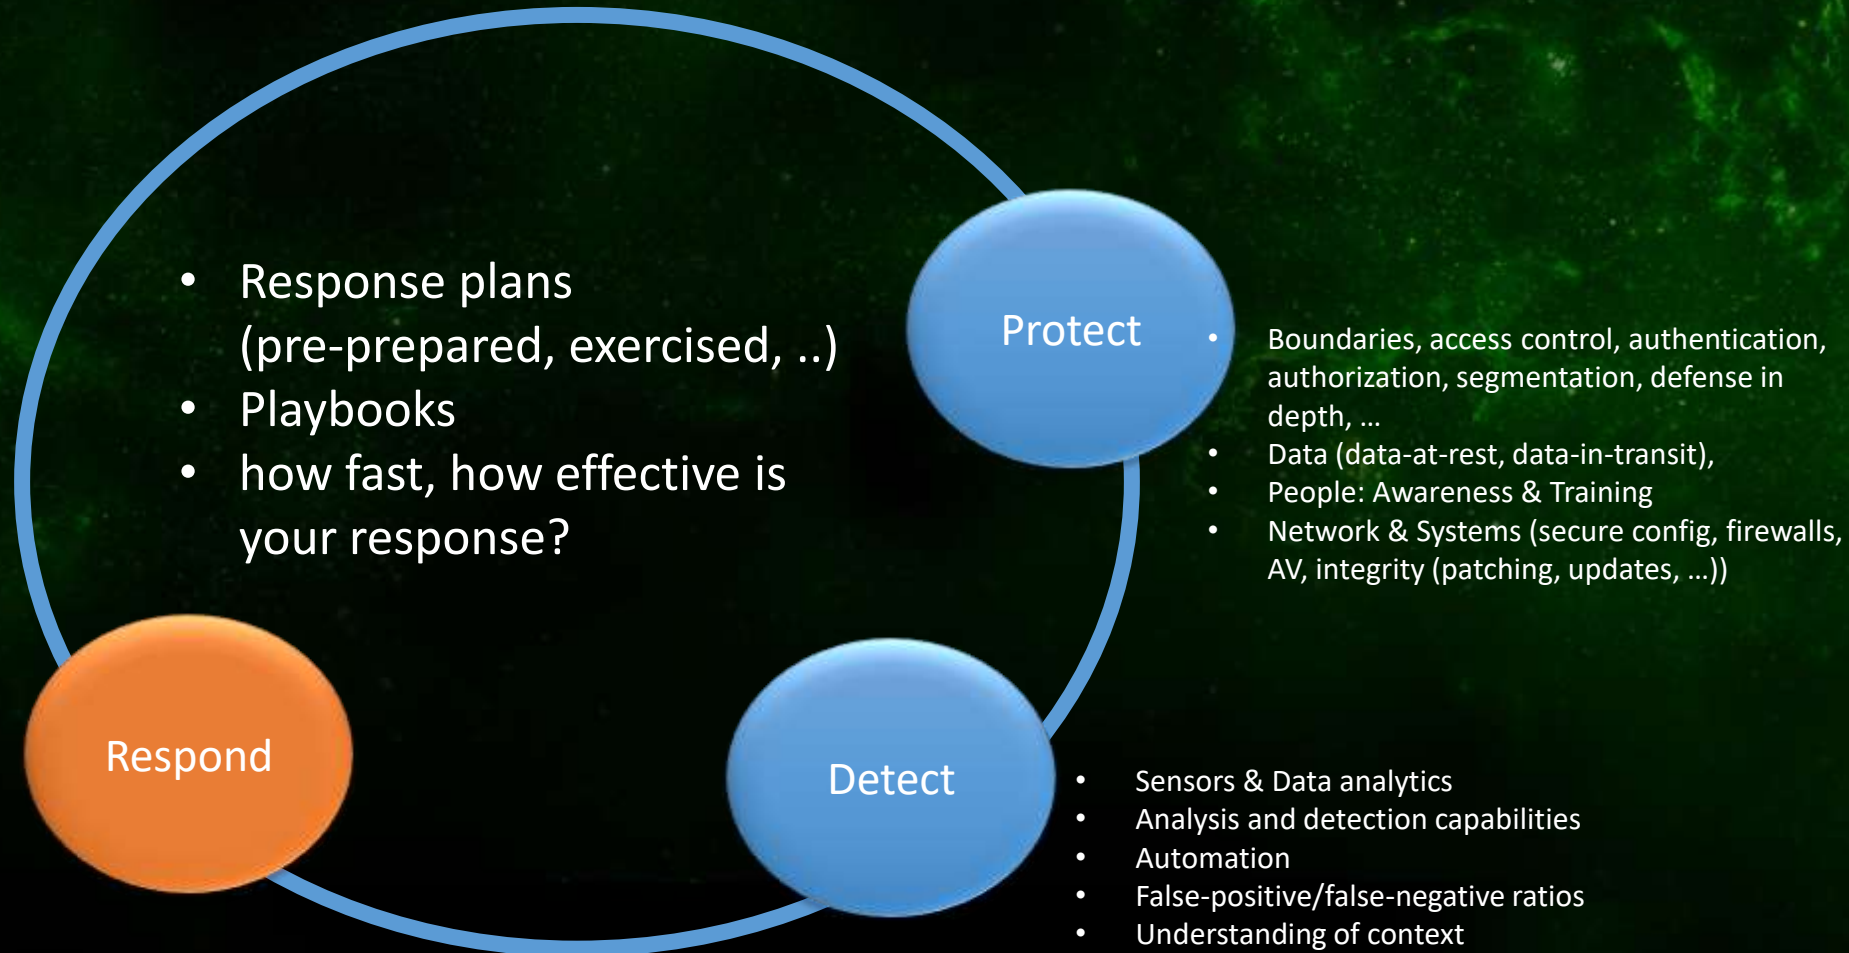 • Response plans
(pre-prepared, exercised, ..)
• Playbooks
• how fast, how effective is
your response?
Protect
• Boundaries, access control, authentication,
authorization, segmentation, defense in
depth, ...
• Data (data-at-rest, data-in-transit),
• People: Awareness & Training
• Network & Systems (secure config, firewalls,
AV, integrity (patching, updates, ...))
Respond
Detect
• Sensors & Data analytics
• Analysis and detection capabilities
• Automation
• False-positive/false-negative ratios
• Understanding of context